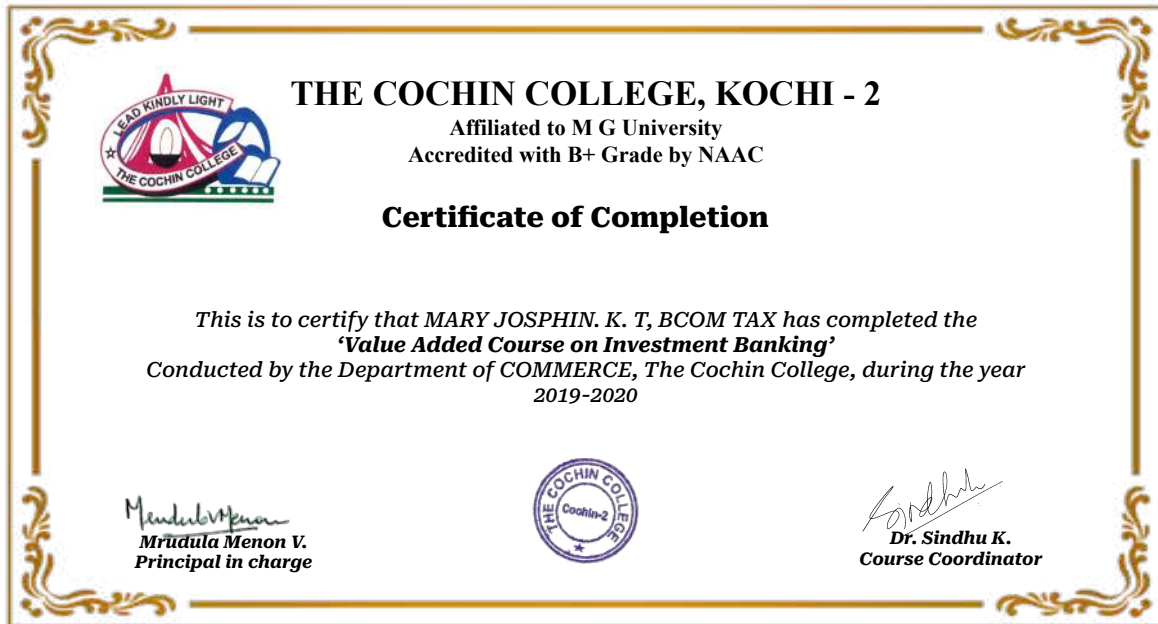 LEAD KINDLY LIGHT
THE COCHIN COLLEGE
THE COCHIN COLLEGE, KOCHI - 2
Affiliated to M G University
Accredited with B+ Grade by NAAC
Certificate of Completion
This is to certify that MARY JOSPHIN. K. T, BCOM TAX has completed the
‘Value Added Course on Investment Banking’
Conducted by the Department of COMMERCE, The Cochin College, during the year
2019-2020
THE COCHIN COLLEGE
Cochin-2
Sindhu
Mrudula Menon V.
Principal in charge
Dr. Sindhu K.
Course Coordinator